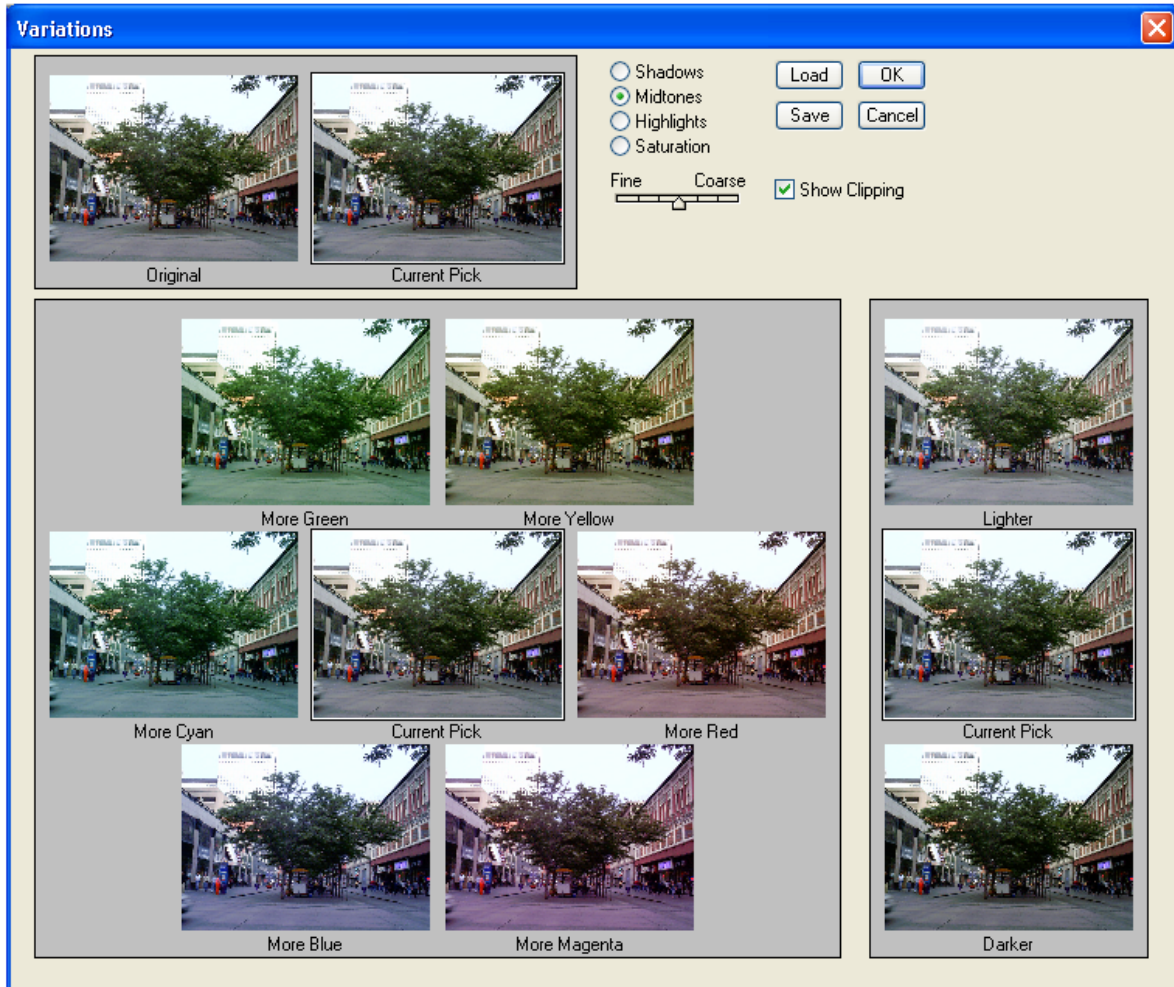 Variations
Shadows
Midtones
Highlights
Saturation
Load
OK
Save
Cancel
Fine
Coarse
Show Clipping
Original
Current Pick
More Green
More Yellow
Lighter
More Cyan
Current Pick
More Red
Current Pick
More Blue
More Magenta
Darker